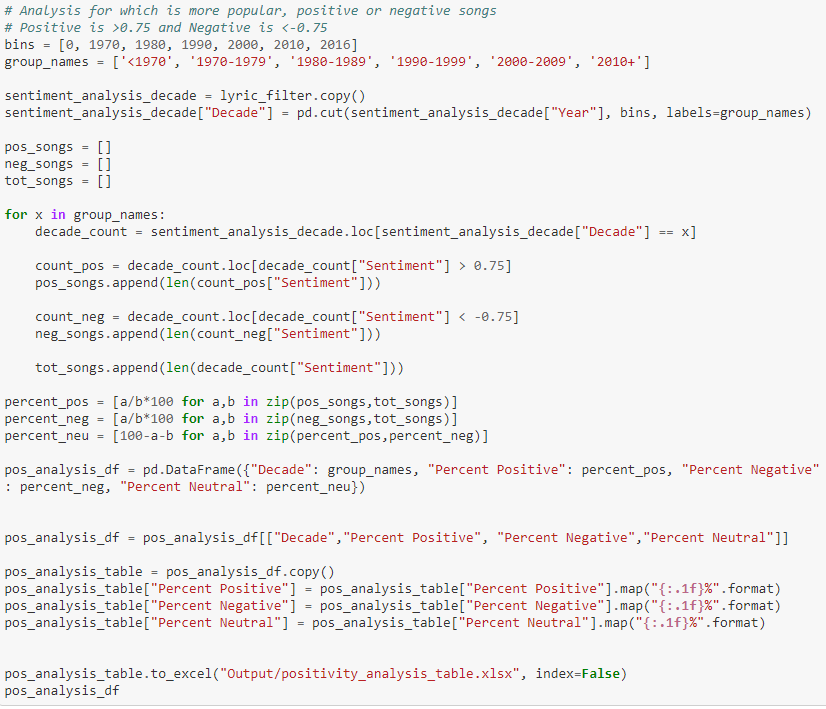 # Analysis for which is more popular, positive or negative songs
# Positive is >0.75 and Negative is <-0.75
bins = [0, 1970, 1980, 1990, 2000, 2010, 2016]
group_names = ['<1970', '1970-1979', '1980-1989', '1990-1999', '2000-2009', '2010+']

sentiment_analysis_decade = lyric_filter.copy()
sentiment_analysis_decade["Decade"] = pd.cut(sentiment_analysis_decade["Year"], bins, labels=group_names)

pos_songs = []
neg_songs = []
tot_songs = []

for x in group_names:
    decade_count = sentiment_analysis_decade.loc[sentiment_analysis_decade["Decade"] == x]

    count_pos = decade_count.loc[decade_count["Sentiment"] > 0.75]
    pos_songs.append(len(count_pos["Sentiment"]))

    count_neg = decade_count.loc[decade_count["Sentiment"] < -0.75]
    neg_songs.append(len(count_neg["Sentiment"]))

    tot_songs.append(len(decade_count["Sentiment"]))

percent_pos = [a/b*100 for a,b in zip(pos_songs,tot_songs)]
percent_neg = [a/b*100 for a,b in zip(neg_songs,tot_songs)]
percent_neu = [100-a-b for a,b in zip(percent_pos,percent_neg)]

pos_analysis_df = pd.DataFrame({"Decade": group_names, "Percent Positive": percent_pos, "Percent Negative"
: percent_neg, "Percent Neutral": percent_neu})


pos_analysis_df = pos_analysis_df[["Decade","Percent Positive", "Percent Negative","Percent Neutral"]]

pos_analysis_table = pos_analysis_df.copy()
pos_analysis_table["Percent Positive"] = pos_analysis_table["Percent Positive"].map("{:.1f}%".format)
pos_analysis_table["Percent Negative"] = pos_analysis_table["Percent Negative"].map("{:.1f}%".format)
pos_analysis_table["Percent Neutral"] = pos_analysis_table["Percent Neutral"].map("{:.1f}%".format)


pos_analysis_table.to_excel("Output/positivity_analysis_table.xlsx", index=False)
pos_analysis_df